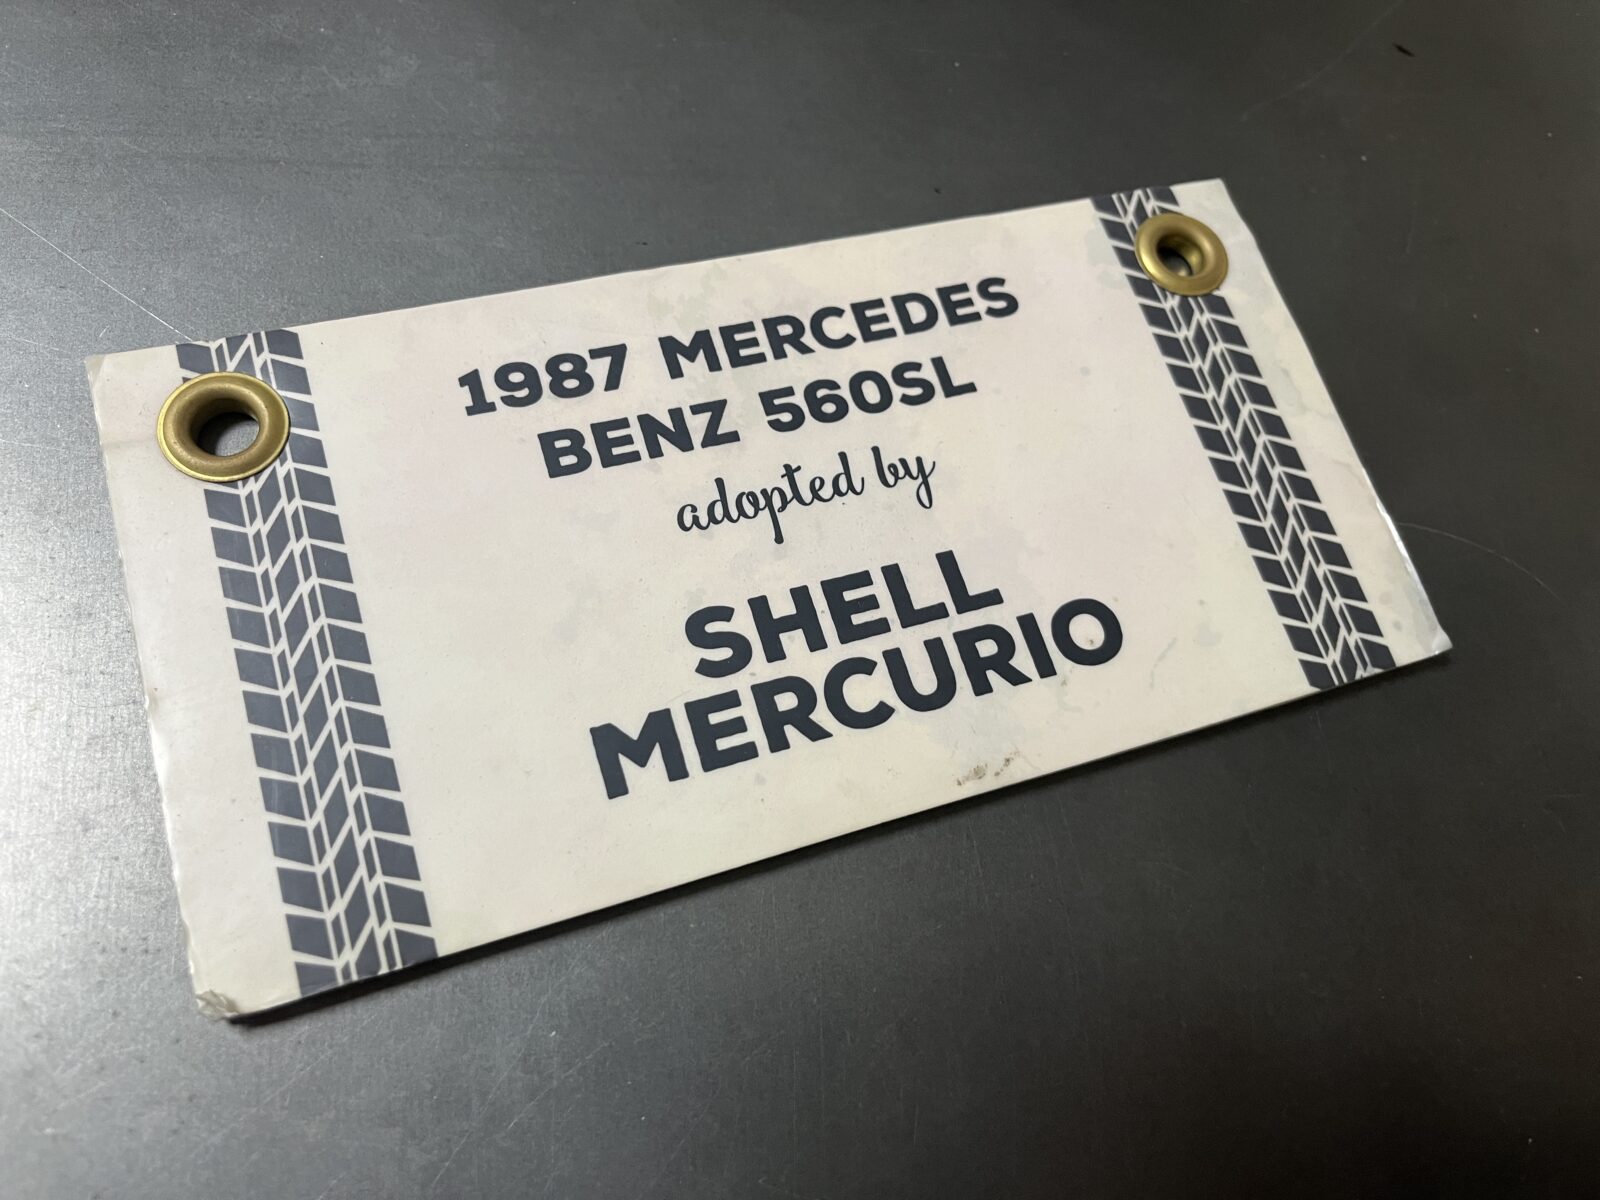 1987 MERCEDES
BENZ 560SL
adopted by
SHELL
MERCURIO